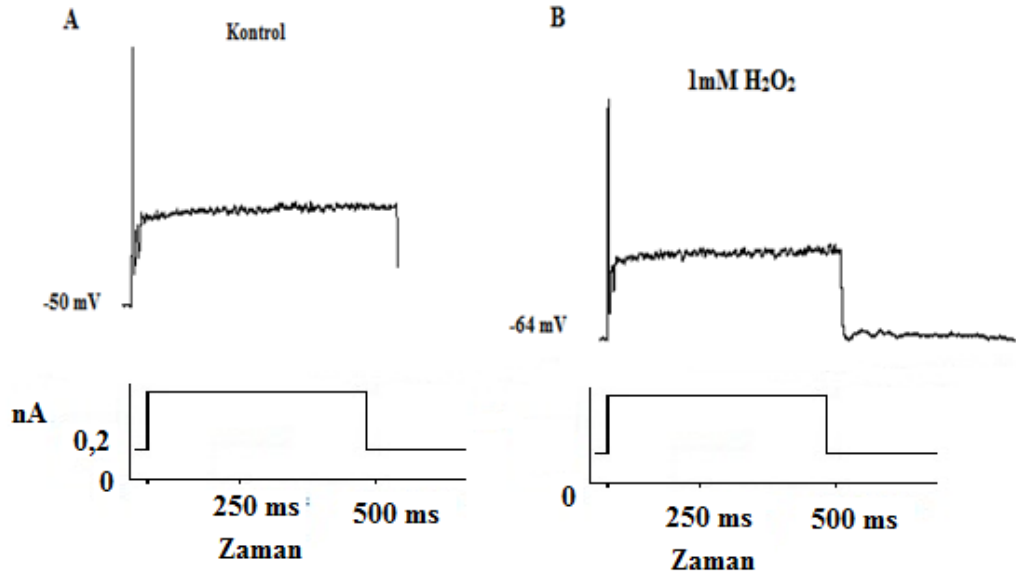 A
Kontrol
-50 mV
nA
0,2
0
250 ms
500 ms
Zaman
B
1mM H₂O₂
-64 mV
0
250 ms
500 ms
Zaman